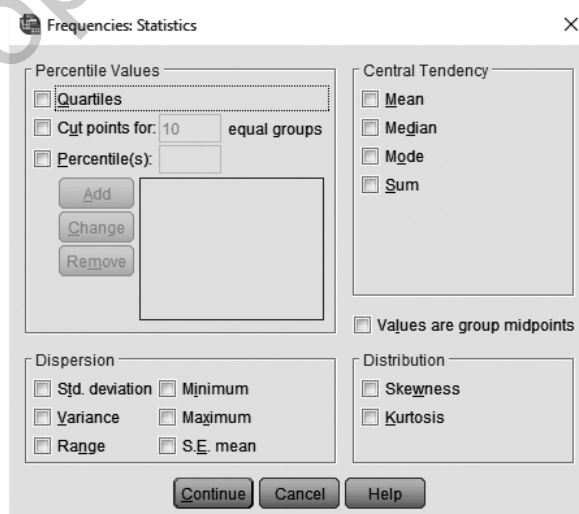 Frequencies: Statistics
Percentile Values
Quartiles
Cut points for: 10 equal groups
Percentile(s):
Add
Change
Remove
Central Tendency
Mean
Median
Mode
Sum
Values are group midpoints
Dispersion
Std. deviation Minimum
Variance Maximum
Range S.E. mean
Distribution
Skewness
Kurtosis
Continue Cancel Help